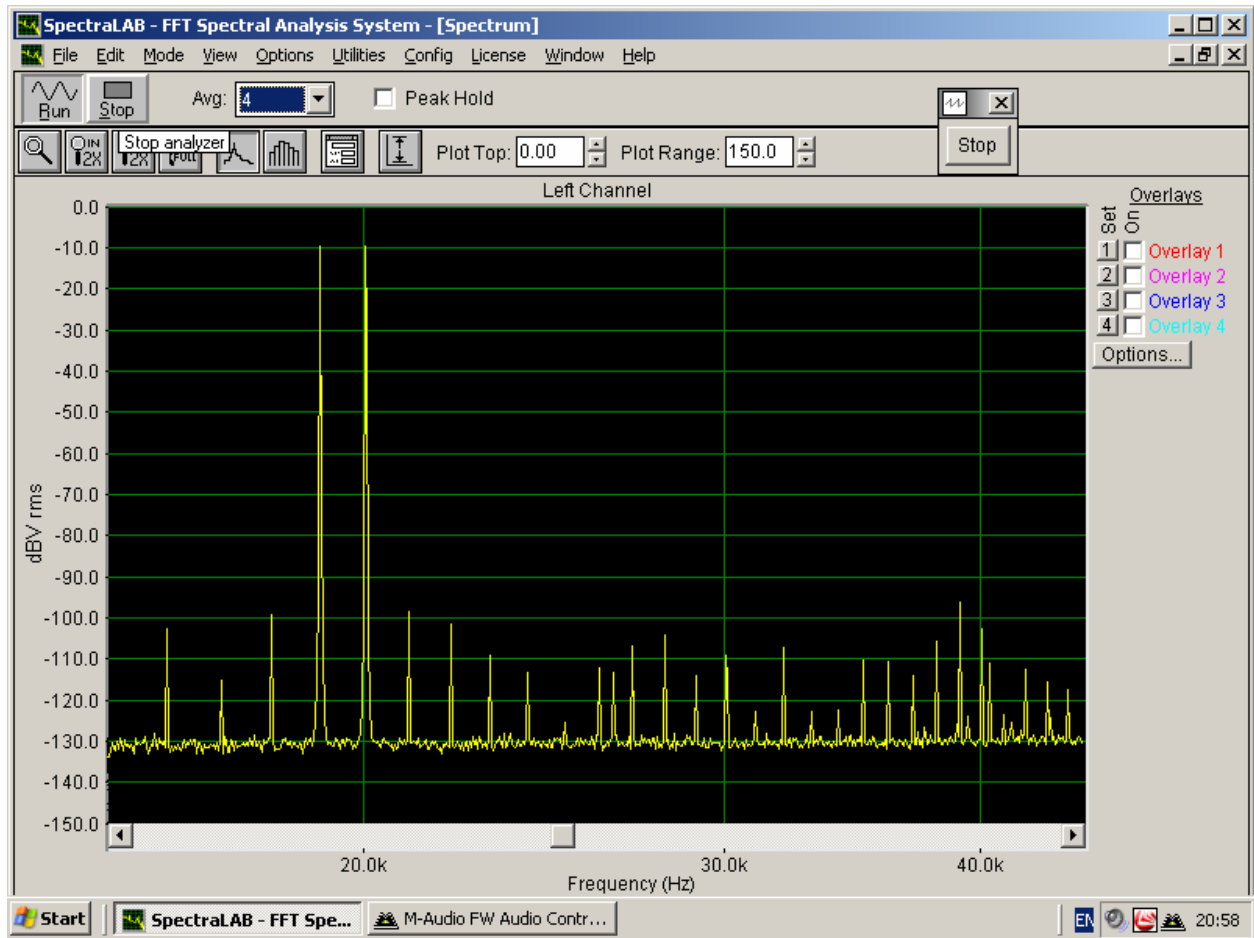 SpectraLAB - FFT Spectral Analysis System - [Spectrum]
File Edit Mode View Options Utilities Config License Window Help
Run Stop Avg: 4 Peak Hold
Stop analyzer
IN 2X 2X FULL
Plot Top: 0.00 Plot Range: 150.0
Stop
Left Channel
0.0
-10.0
-20.0
-30.0
-40.0
-50.0
-60.0
-70.0
-80.0
-90.0
-100.0
-110.0
-120.0
-130.0
-140.0
-150.0
dBV rms
20.0k 30.0k 40.0k
Frequency (Hz)
Overlays
Set On
1 Overlay 1
2 Overlay 2
3 Overlay 3
4 Overlay 4
Options...
Start SpectraLAB - FFT Spe... M-Audio FW Audio Contr... EN 20:58